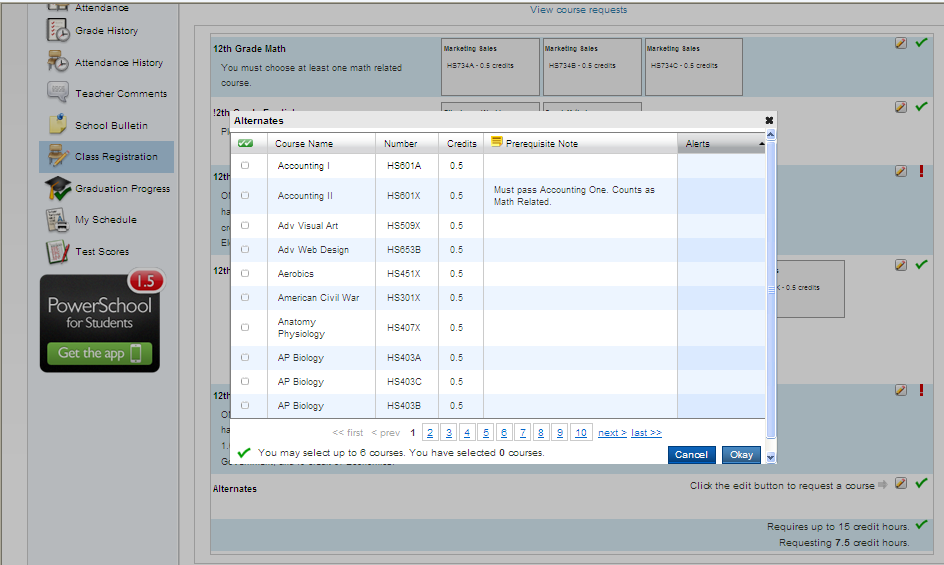 Attendance
View course requests
Grade History
Attendance History
Teacher Comments
School Bulletin
Class Registration
Graduation Progress
My Schedule
Test Scores
1.5
PowerSchool
for Students
Get the app
12th Grade Math
You must choose at least one math related
course.
Marketing Sales
HS734A - 0.5 credits
Marketing Sales
HS734B - 0.5 credits
Marketing Sales
HS734C - 0.5 credits
12th
12th
12th
Alternates
Course Name Number Credits Prerequisite Note Alerts
Accounting I HS601A 0.5
Accounting II HS601X 0.5 Must pass Accounting One. Counts as
Math Related.
Adv Visual Art HS509X 0.5
Adv Web Design HS653B 0.5
Aerobics HS451X 0.5
American Civil War HS301X 0.5
Anatomy
Physiology HS407X 0.5
AP Biology HS403A 0.5
AP Biology HS403C 0.5
AP Biology HS403B 0.5
<< first < prev 1 2 3 4 5 6 7 8 9 10 next > last >>
You may select up to 6 courses. You have selected 0 courses.
Cancel Okay
- 0.5 credits
Alternates
Click the edit button to request a course
Requires up to 15 credit hours.
Requesting 7.5 credit hours.